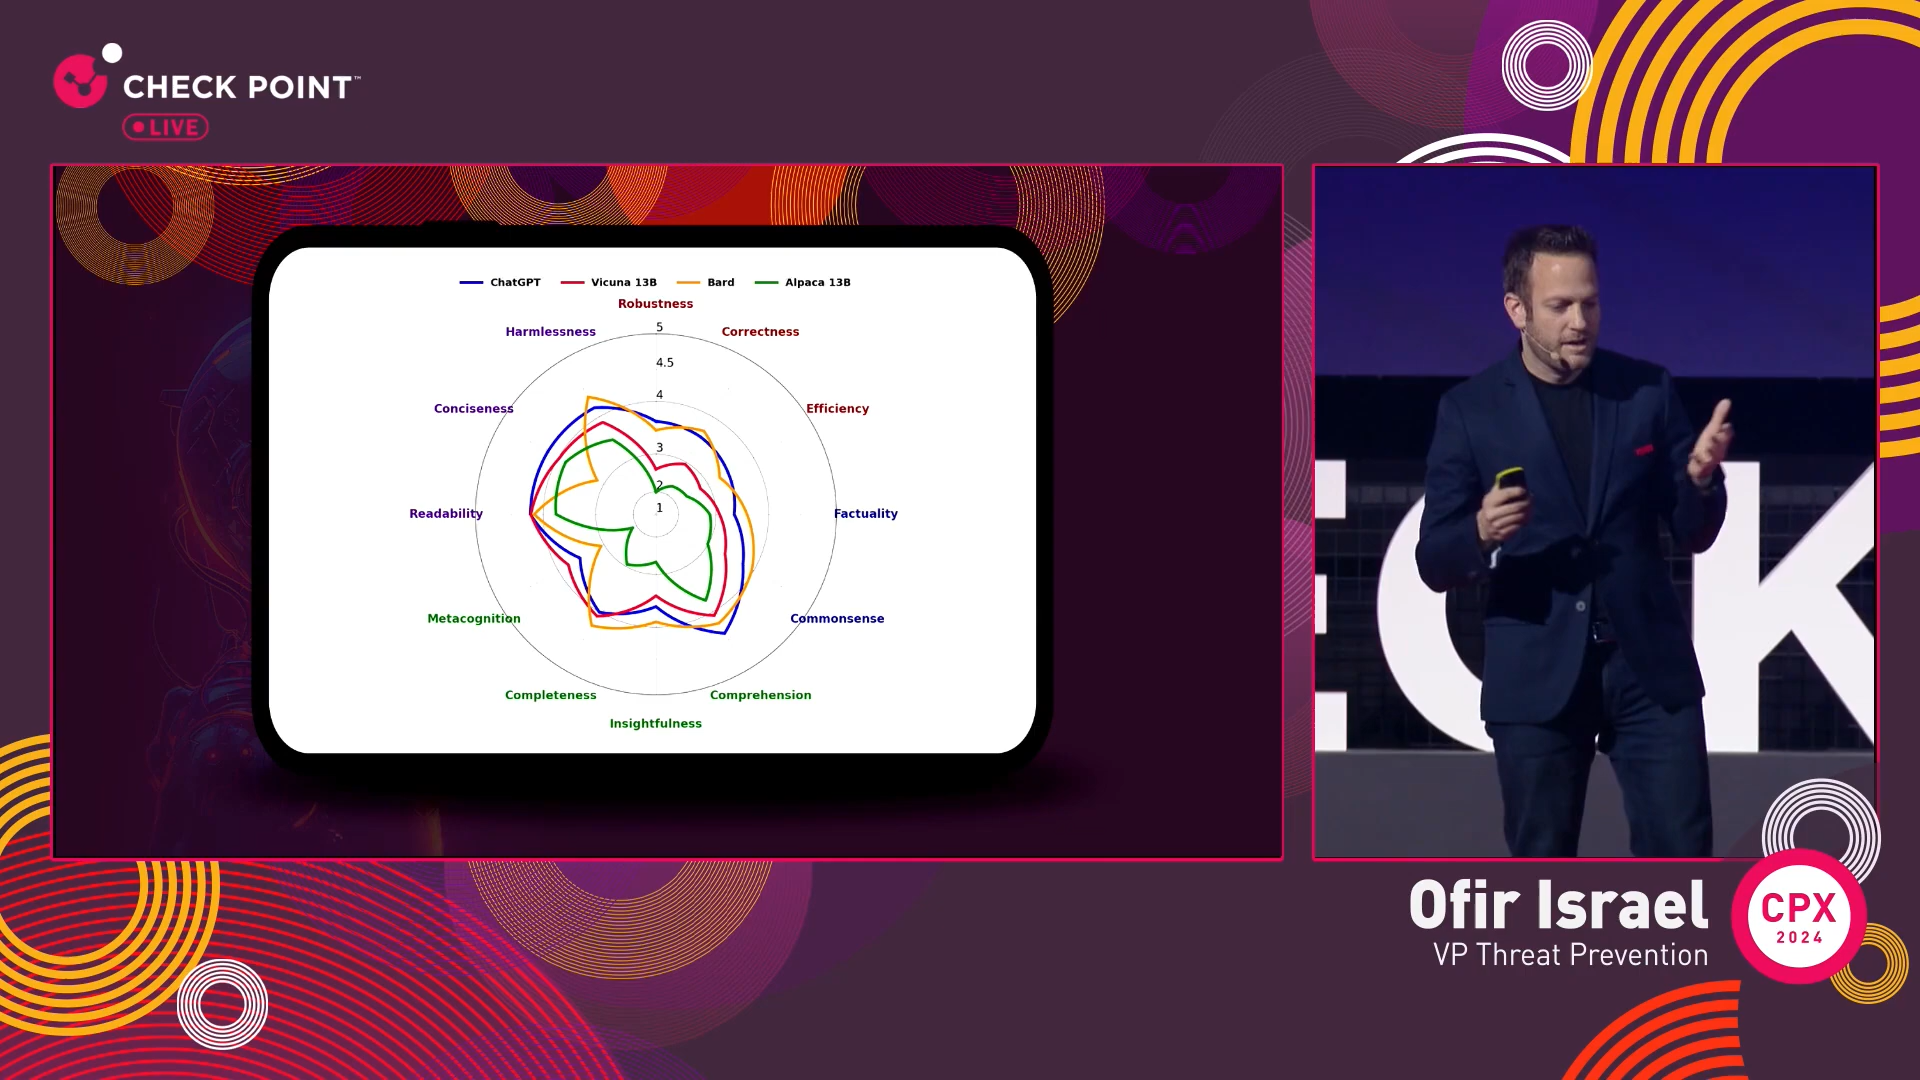 CHECK POINT™
LIVE
ChatGPT Vicuna 13B Bard Alpaca 13B
Robustness
Harmlessness
Correctness
5
4.5
4
Conciseness
Efficiency
3
2
1
Readability
Factuality
Metacognition
Commonsense
Completeness
Comprehension
Insightfulness
CK
Ofir Israel
VP Threat Prevention
CPX
2024